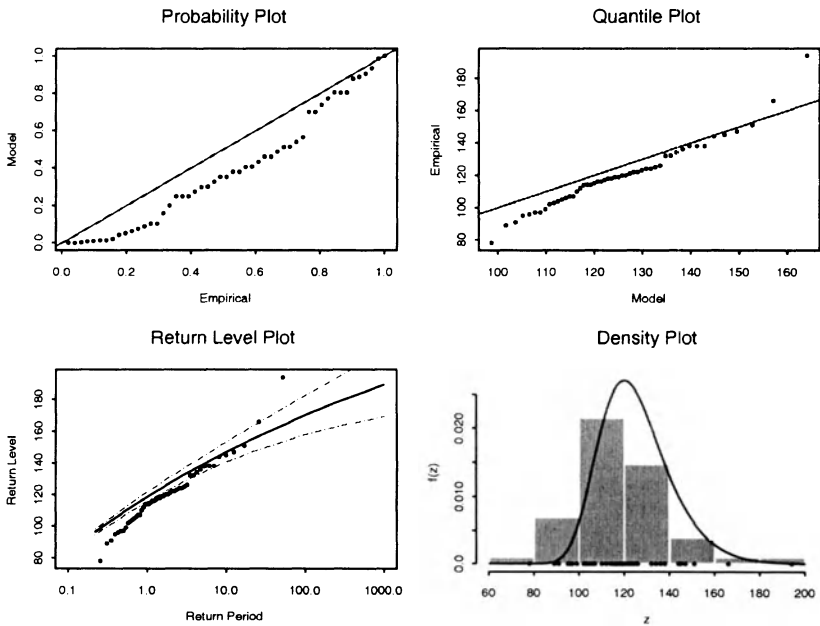 Probability Plot
Model
0.0 0.2 0.4 0.6 0.8 1.0
0.0 0.2 0.4 0.6 0.8 1.0
Empirical
Quantile Plot
Empirical
80 100 120 140 160 180
100 110 120 130 140 150 160
Model
Return Level Plot
Return Level
80 100 120 140 160 180
0.1 1.0 10.0 100.0 1000.0
Return Period
Density Plot
f(z)
0.0 0.010 0.020
60 80 100 120 140 160 180 200
z